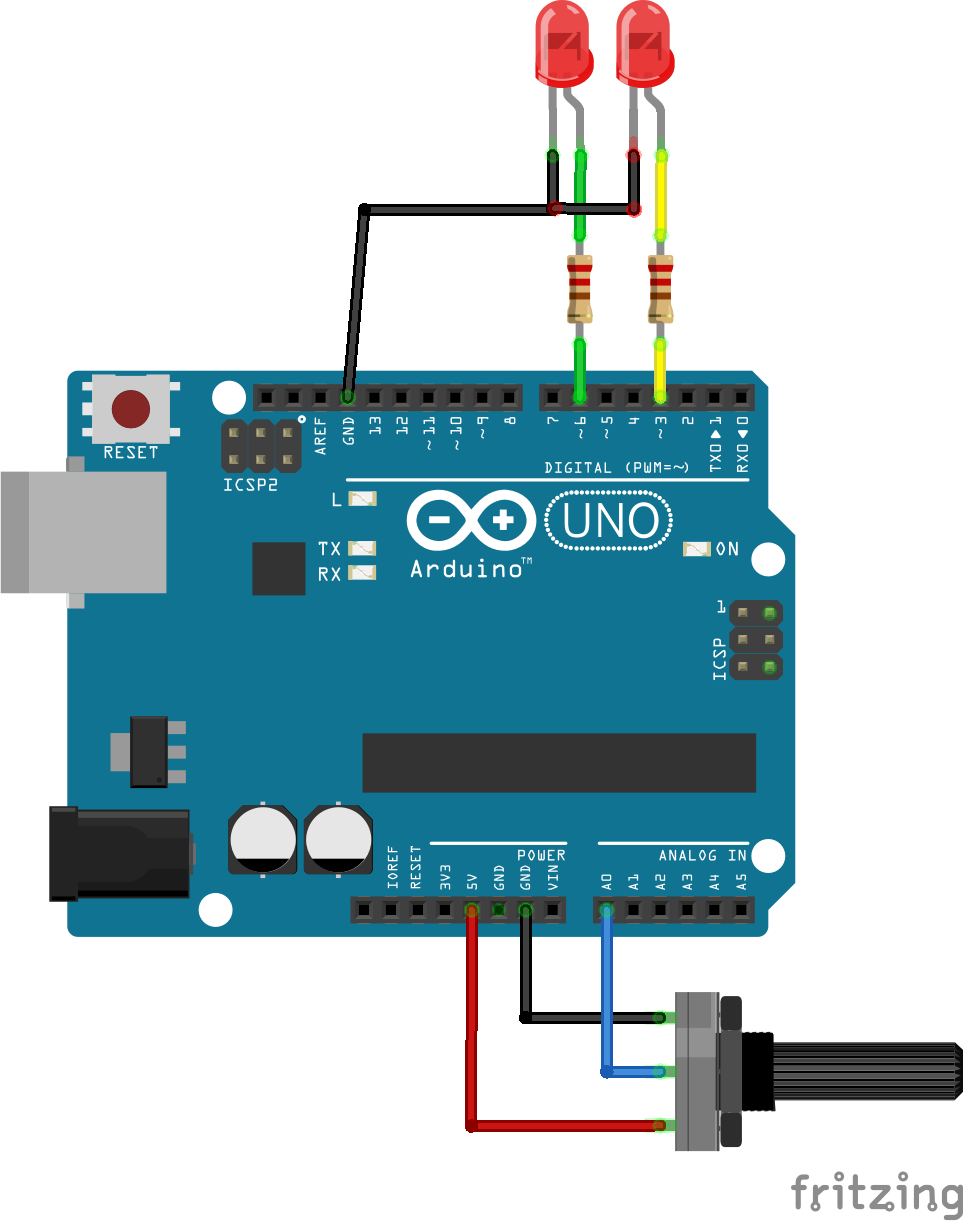 RESET
ICSP2
AREF
GND
13
12
~11
~10
~9
8
7
~6
~5
4
~3
2
TX0▶1
RX0◀0
DIGITAL (PWM=~)
L
TX
RX
Arduino™
UNO
ON
1
ICSP
POWER
ANALOG IN
IOREF
RESET
3V3
5V
GND
GND
VIN
A0
A1
A2
A3
A4
A5
fritzing